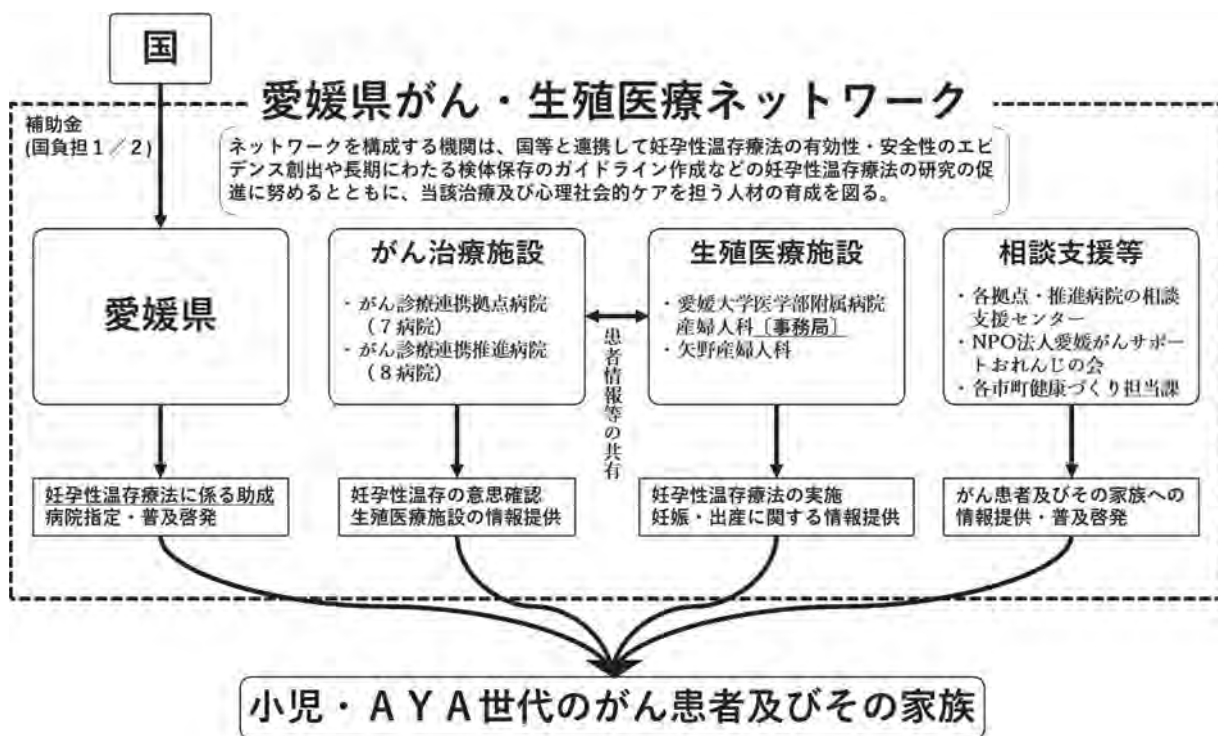 国
愛媛県がん・生殖医療ネットワーク
補助金
(国負担１／２)
ネットワークを構成する機関は、国等と連携して妊孕性温存療法の有効性・安全性のエビ
デンス創出や長期にわたる検体保存のガイドライン作成などの妊孕性温存療法の研究の促
進に努めるとともに、当該治療及び心理社会的ケアを担う人材の育成を図る。
愛媛県
がん治療施設
・がん診療連携拠点病院
（７病院）
・がん診療連携推進病院
（８病院）
患者情報等の共有
生殖医療施設
・愛媛大学医学部附属病院
産婦人科［事務局］
・矢野産婦人科
相談支援等
・各拠点・推進病院の相談
支援センター
・NPO法人愛媛がんサポー
トおれんじの会
・各市町健康づくり担当課
妊孕性温存療法に係る助成
病院指定・普及啓発
妊孕性温存の意思確認
生殖医療施設の情報提供
妊孕性温存療法の実施
妊娠・出産に関する情報提供
がん患者及びその家族への
情報提供・普及啓発
小児・ＡＹＡ世代のがん患者及びその家族